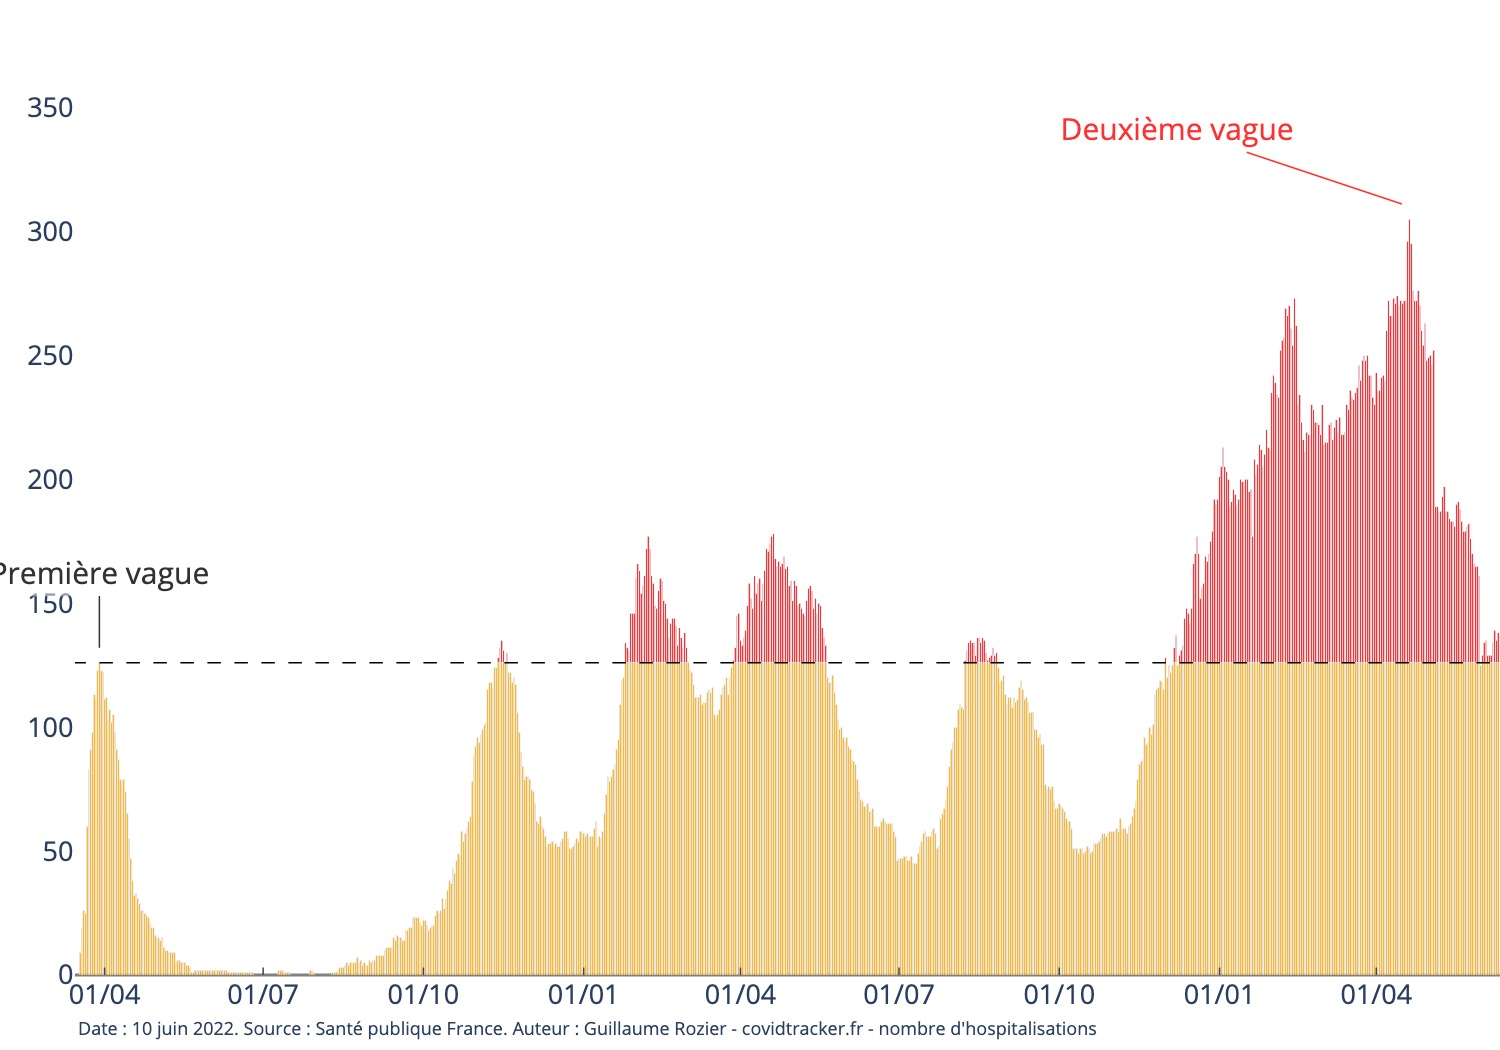 350
Deuxième vague
300
250
200
Première vague
150
100
50
0
01/04 01/07 01/10 01/01 01/04 01/07 01/10 01/01 01/04
Date : 10 juin 2022. Source : Santé publique France. Auteur : Guillaume Rozier - covidtracker.fr - nombre d'hospitalisations